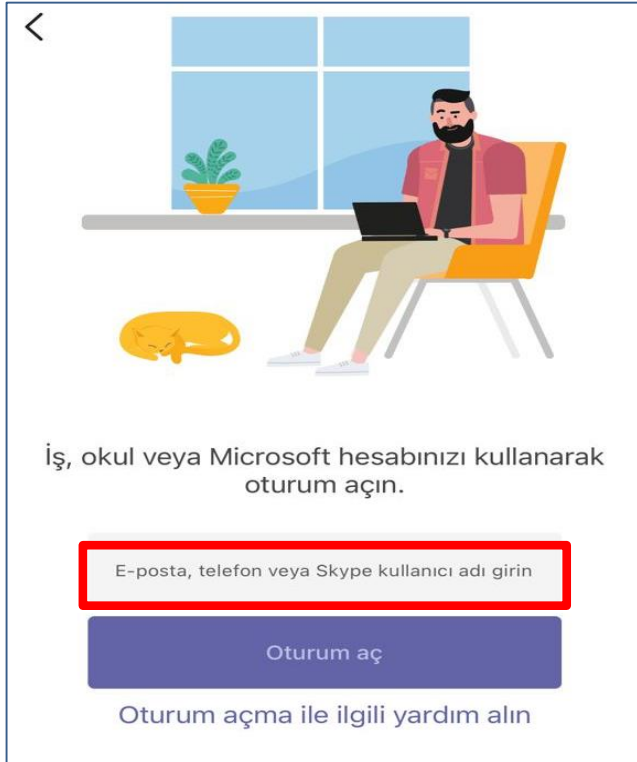 İş, okul veya Microsoft hesabınızı kullanarak
oturum açın.
E-posta, telefon veya Skype kullanıcı adı girin
Oturum aç
Oturum açma ile ilgili yardım alın